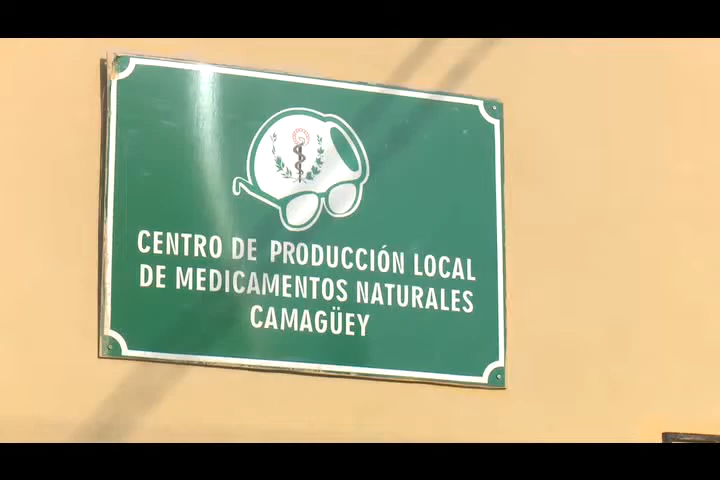 CENTRO DE PRODUCCIÓN LOCAL
DE MEDICAMENTOS NATURALES
CAMAGÜEY